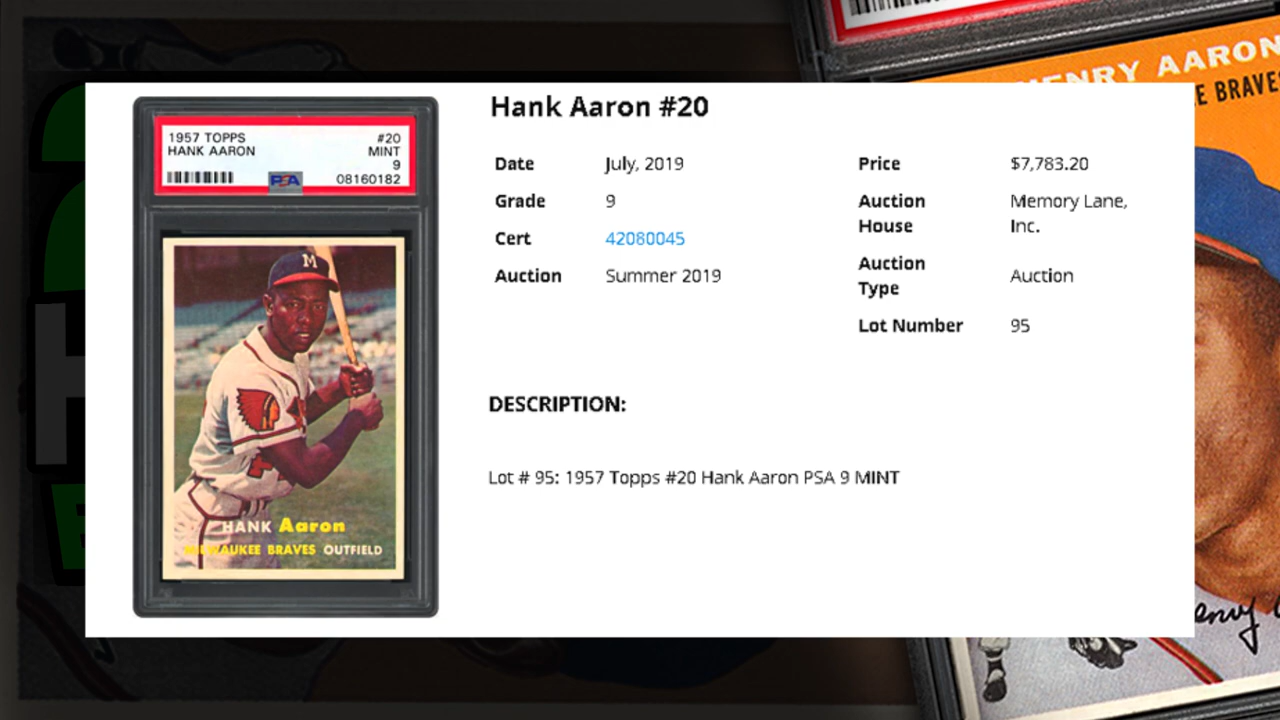 HENRY AARON
BRAVE
1957 TOPPS #20
HANK AARON MINT
9
PSA 08160182
M
HANK Aaron
MILWAUKEE BRAVES OUTFIELD
Hank Aaron #20
Date July, 2019
Grade 9
Cert 42080045
Auction Summer 2019
Price $7,783.20
Auction House Memory Lane, Inc.
Auction Type Auction
Lot Number 95
DESCRIPTION:
Lot # 95: 1957 Topps #20 Hank Aaron PSA 9 MINT